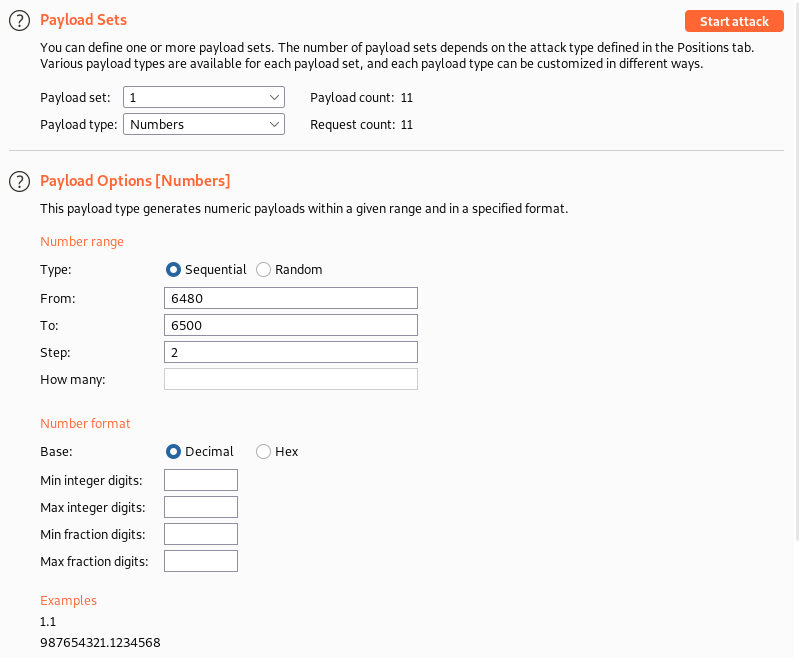 ? Payload Sets Start attack
You can define one or more payload sets. The number of payload sets depends on the attack type defined in the Positions tab.
Various payload types are available for each payload set, and each payload type can be customized in different ways.
Payload set: 1 Payload count: 11
Payload type: Numbers Request count: 11
? Payload Options [Numbers]
This payload type generates numeric payloads within a given range and in a specified format.
Number range
Type: Sequential Random
From: 6480
To: 6500
Step: 2
How many:
Number format
Base: Decimal Hex
Min integer digits:
Max integer digits:
Min fraction digits:
Max fraction digits:
Examples
1.1
987654321.1234568